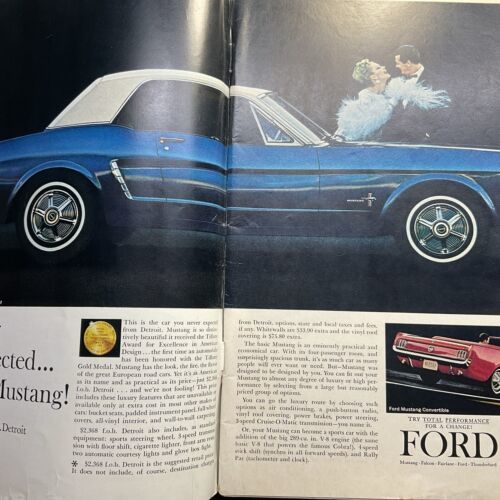 ected...
Mustang!
Detroit
This is the car you never expect
from Detroit. Mustang is so distinc-
tively beautiful it received the Tiffany
Award for Excellence in American
Design... the first time an automobile
has been honored with the Tiffany
Gold Medal. Mustang has the look, the fire, the
of the great European road cars. Yet it's as American
as its name and as practical as its price—just $2,368
f.o.b. Detroit... and we're not fooling! This price
includes these luxury features that are unavailable or
available only at extra cost in most other makes of
cars: bucket seats, padded instrument panel, full wheel
covers, all-vinyl interior, and wall-to-wall carpeting.
$2,368 f.o.b. Detroit also includes, as standard
equipment: sports steering wheel, 3-speed transmission
with floor shift, cigarette lighter, front arm rests,
two automatic courtesy lights and glove box light.
* $2,368 f.o.b. Detroit is the suggested retail price.
It does not include, of course, destination charges
from Detroit, options, state and local taxes and fees,
if any. Whitewalls are $33.90 extra and the vinyl roof
covering is $75.80 extra.
The basic Mustang is an eminently practical and
economical car. With its four-passenger room, and
surprisingly spacious trunk, it's as much car as many
people will ever want or need. But—Mustang was
designed to be designed by you. You can fit out your
Mustang to almost any degree of luxury or high per-
formance by selecting from a large but reasonably
priced group of options.
You can go the luxury route by choosing such
options as air conditioning, a push-button radio,
vinyl roof covering, power brakes, power steering,
3-speed Cruise-O-Matic transmission—you name it.
Or, your Mustang can become a sports car with the
addition of the big 289-cu. in. V-8 engine (the same
basic V-8 that powers the famous Cobra), 4-speed
stick shift (synchro in all forward speeds), and Rally
Pac (tachometer and clock).
MUSTANG
Ford Mustang Convertible
TRY TOTAL PERFORMANCE
FOR A CHANGE!
FORD
Mustang · Falcon · Fairlane · Ford · Thunderbird